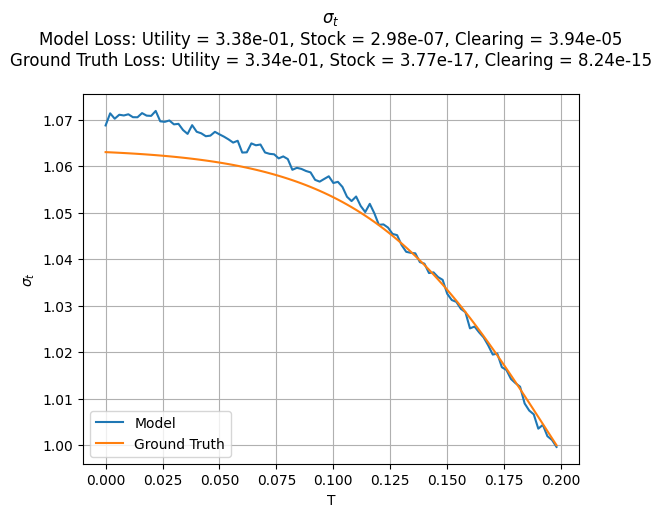 σt
Model Loss: Utility = 3.38e-01, Stock = 2.98e-07, Clearing = 3.94e-05
Ground Truth Loss: Utility = 3.34e-01, Stock = 3.77e-17, Clearing = 8.24e-15
1.07
1.06
1.05
1.04
1.03
1.02
1.01
1.00
σt
Model
Ground Truth
0.000 0.025 0.050 0.075 0.100 0.125 0.150 0.175 0.200
T